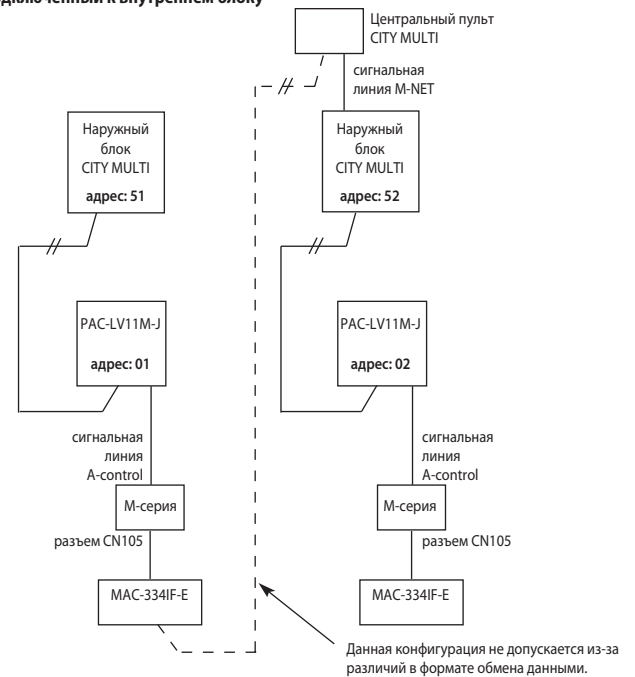 дключенный к внутреннем блоку
Центральный пульт
CITY MULTI
сигнальная
линия M-NET
Наружный
блок
CITY MULTI
адрес: 51
Наружный
блок
CITY MULTI
адрес: 52
PAC-LV11M-J
адрес: 01
PAC-LV11M-J
адрес: 02
сигнальная
линия
A-control
сигнальная
линия
A-control
М-серия
М-серия
разъем CN105
разъем CN105
MAC-334IF-E
MAC-334IF-E
Данная конфигурация не допускается из-за
различий в формате обмена данными.